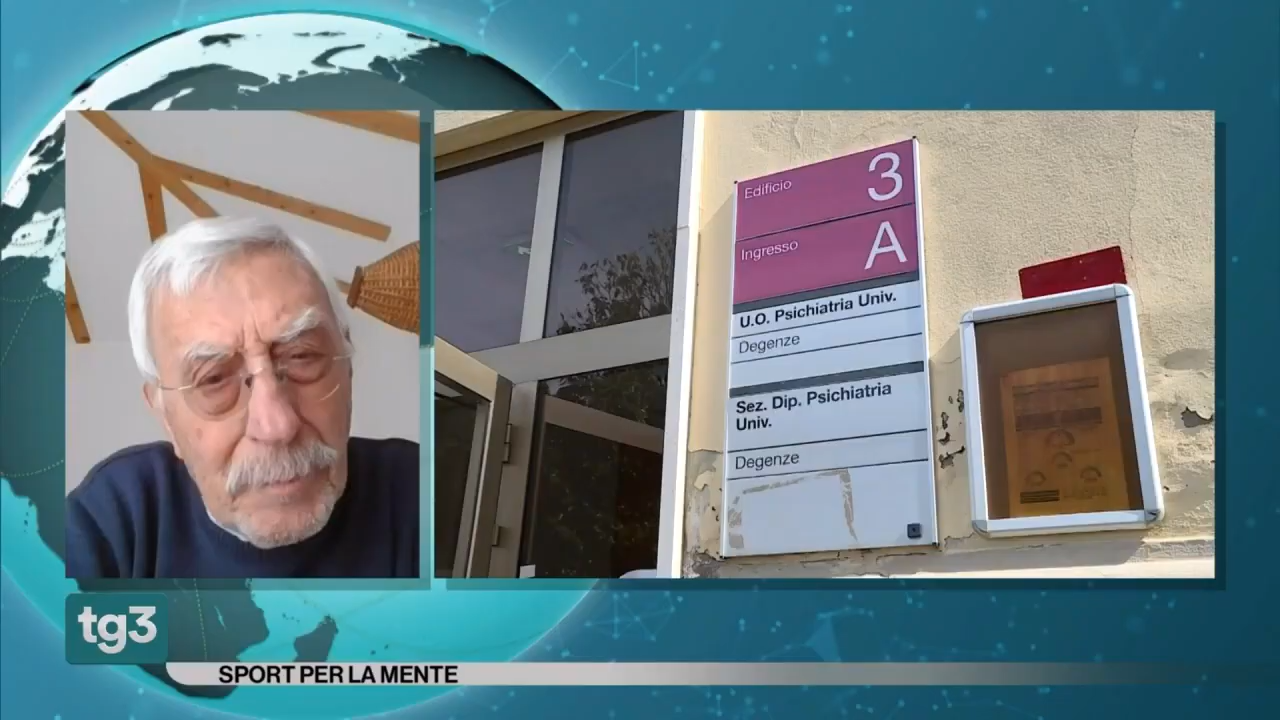 Edificio 3
Ingresso A
U.O. Psichiatria Univ.
Degenze
Sez. Dip. Psichiatria
Univ.
Degenze
tg3
SPORT PER LA MENTE